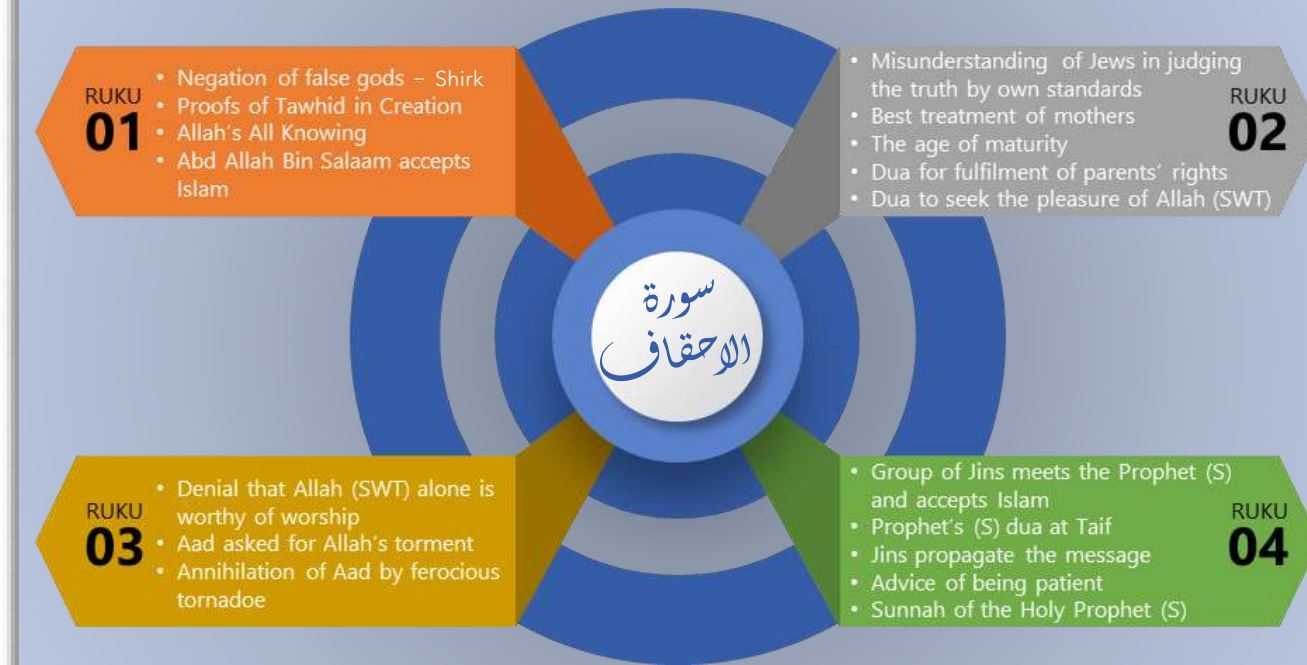 RUKU
01
• Negation of false gods – Shirk
• Proofs of Tawhid in Creation
• Allah's All Knowing
• Abd Allah Bin Salaam accepts
Islam
RUKU
02
• Misunderstanding of Jews in judging
the truth by own standards
• Best treatment of mothers
• The age of maturity
• Dua for fulfilment of parents' rights
• Dua to seek the pleasure of Allah (SWT)
سورة
الاحقاف
RUKU
03
• Denial that Allah (SWT) alone is
worthy of worship
• Aad asked for Allah's torment
• Annihilation of Aad by ferocious
tornadoe
RUKU
04
• Group of Jins meets the Prophet (S)
and accepts Islam
• Prophet's (S) dua at Taif
• Jins propagate the message
• Advice of being patient
• Sunnah of the Holy Prophet (S)